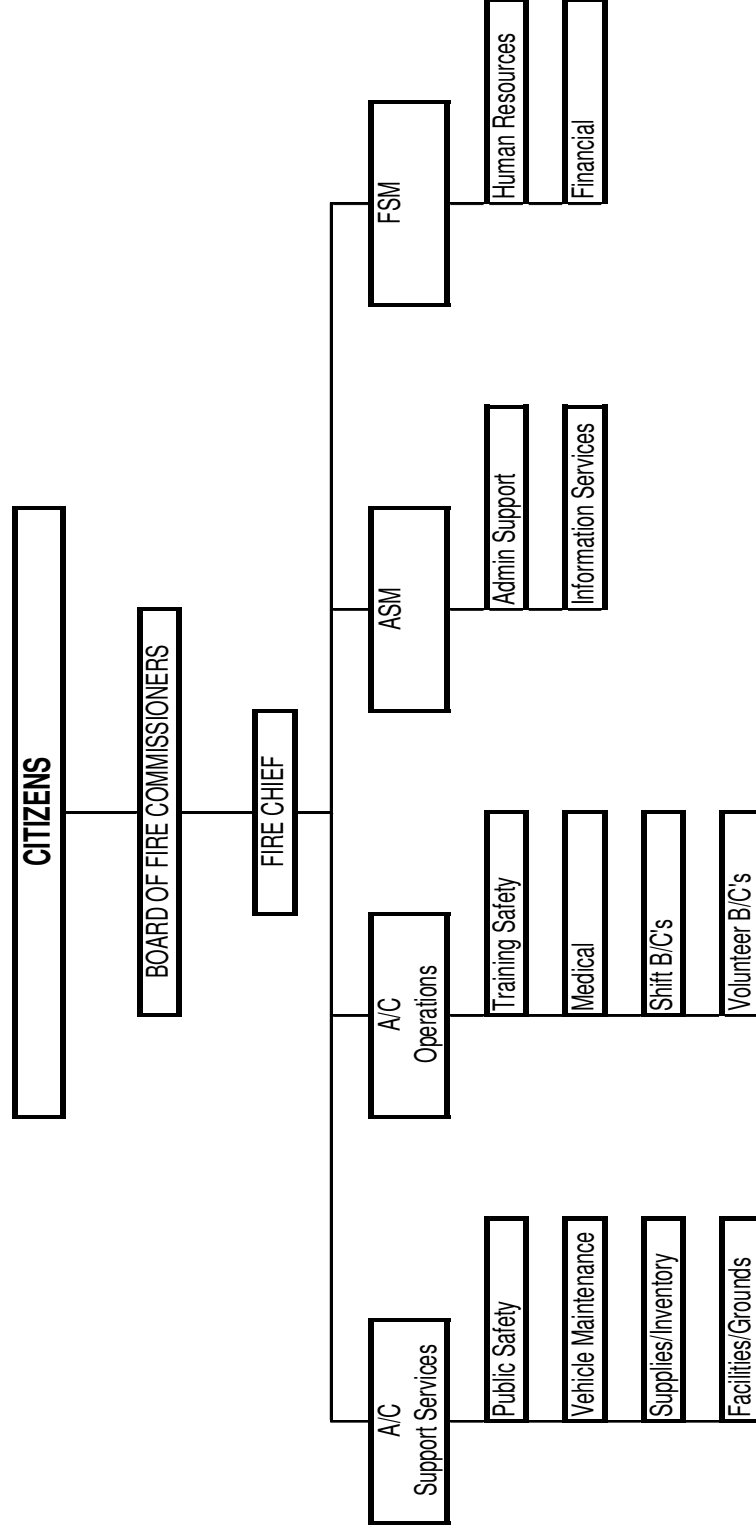 CITIZENS
BOARD OF FIRE COMMISSIONERS
FIRE CHIEF
A/C
Support Services
Public Safety
Vehicle Maintenance
Supplies/Inventory
Facilities/Grounds
A/C
Operations
Training Safety
Medical
Shift B/C's
Volunteer B/C's
ASM
Admin Support
Information Services
FSM
Human Resources
Financial